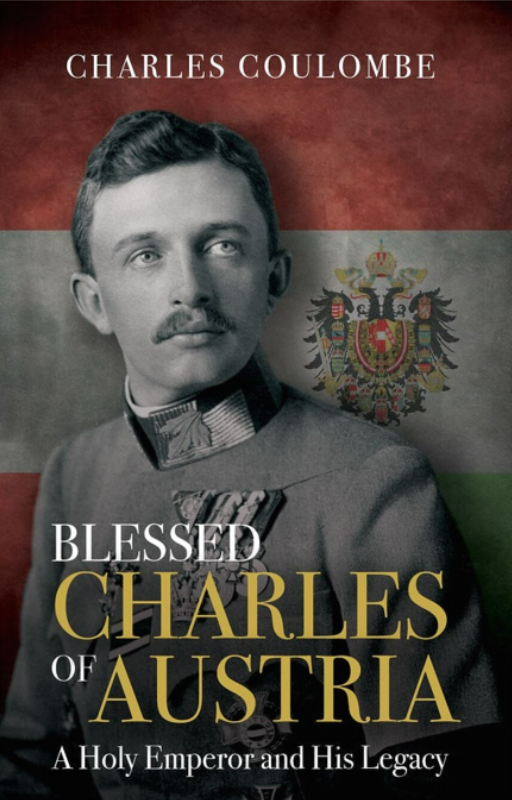 CHARLES COULOMBE
BLESSED
CHARLES
OF AUSTRIA
A Holy Emperor and His Legacy